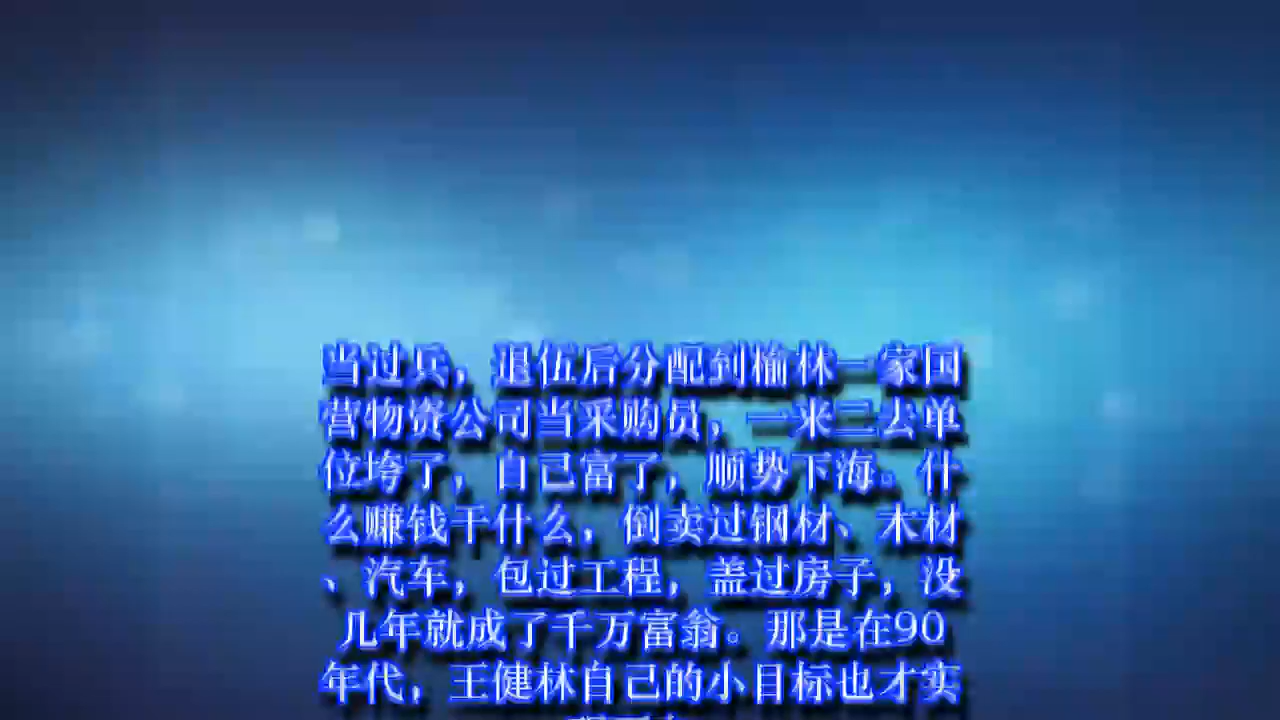 当过兵，退伍后分配到榆林一家国
营物资公司当采购员，一来二去单
位垮了，自己富了，顺势下海。什
么赚钱干什么，倒卖过钢材、木材
、汽车，包过工程，盖过房子，没
几年就成了千万富翁。那是在90
年代，王健林自己的小目标也才实